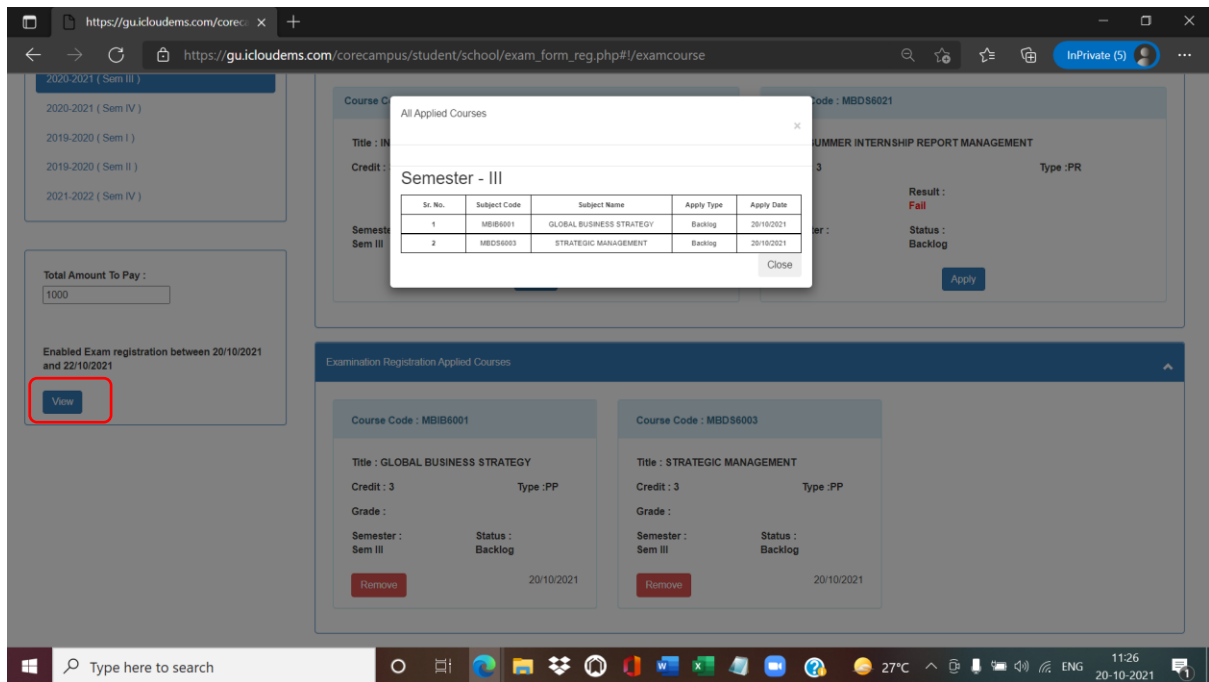 https://gu.icloudems.com/coreca
https://gu.icloudems.com/corecampus/student/school/exam_form_reg.php#!/examcourse
InPrivate (5)
2020-2021 ( Sem III )
2020-2021 ( Sem IV )
2019-2020 ( Sem I )
2019-2020 ( Sem II )
2021-2022 ( Sem IV )
Total Amount To Pay :
1000
Enabled Exam registration between 20/10/2021
and 22/10/2021
View
Course C
Title : IN
Credit :
Semeste
Sem III
All Applied Courses
×
Semester - III
Sr. No. Subject Code Subject Name Apply Type Apply Date
1 MBIB6001 GLOBAL BUSINESS STRATEGY Backlog 20/10/2021
2 MBDS6003 STRATEGIC MANAGEMENT Backlog 20/10/2021
Close
Code : MBDS6021
UMMER INTERNSHIP REPORT MANAGEMENT
3 Type :PR
Result :
Fail
ter : Status :
Backlog
Apply
Examination Registration Applied Courses
Course Code : MBIB6001
Title : GLOBAL BUSINESS STRATEGY
Credit : 3 Type :PP
Grade :
Semester : Status :
Sem III Backlog
Remove 20/10/2021
Course Code : MBDS6003
Title : STRATEGIC MANAGEMENT
Credit : 3 Type :PP
Grade :
Semester : Status :
Sem III Backlog
Remove 20/10/2021
Type here to search
27°C
ENG
11:26
20-10-2021
1